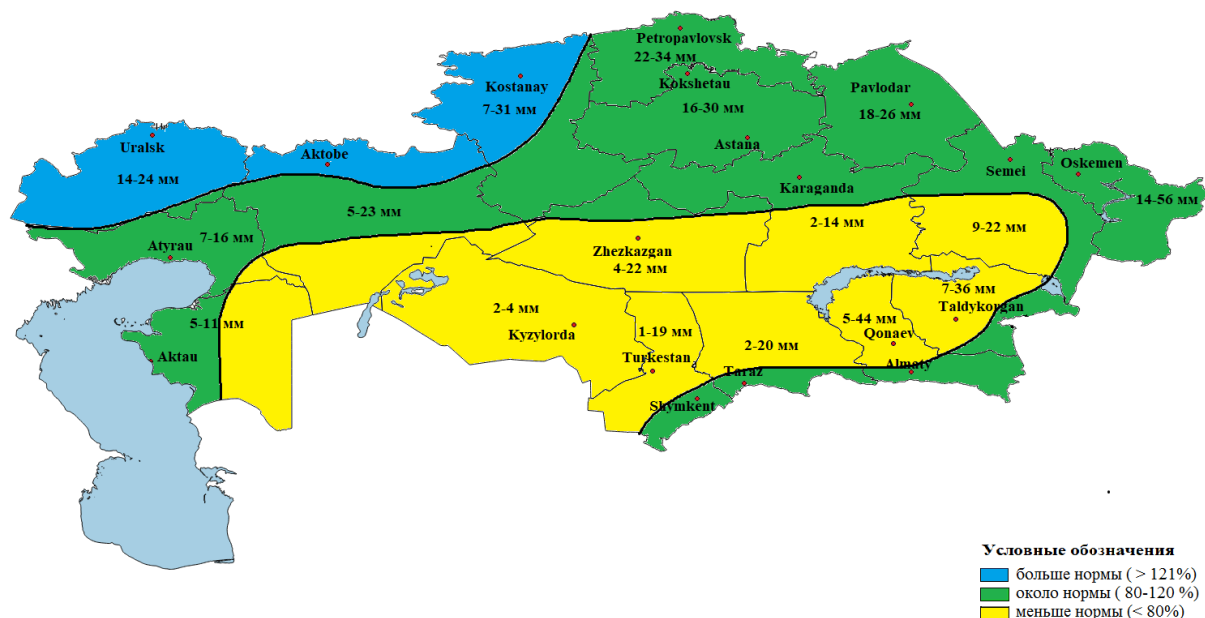 Petropavlovsk
22-34 мм
Kokshetau
Kostanay
7-31 мм
16-30 мм
Pavlodar
18-26 мм
Uralsk
Aktobe
Astana
Semei
Oskemen
14-24 мм
Karaganda
14-56 мм
5-23 мм
2-14 мм
9-22 мм
7-16 мм
Atyrau
Zhezkazgan
4-22 мм
7-36 мм
Taldykorgan
2-4 мм
5-11 мм
Kyzylorda
1-19 мм
5-44 мм
Qonaev
2-20 мм
Aktau
Turkestan
Taraz
Almaty
Shymkent
Условные обозначения
больше нормы ( > 121%)
около нормы ( 80-120 %)
меньше нормы (< 80%)